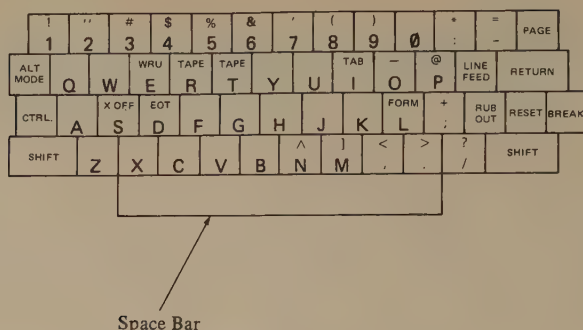 ! " # $ % & ' ( ) * = PAGE
1 2 3 4 5 6 7 8 9 Ø : -
ALT MODE WRU TAPE TAPE TAB — @ LINE FEED RETURN
Q W E R T Y U I O P
CTRL. X OFF EOT FORM + RUB OUT RESET BREAK
A S D F G H J K L ;
SHIFT ^ ] < > ? SHIFT
Z X C V B N M , . /
Space Bar